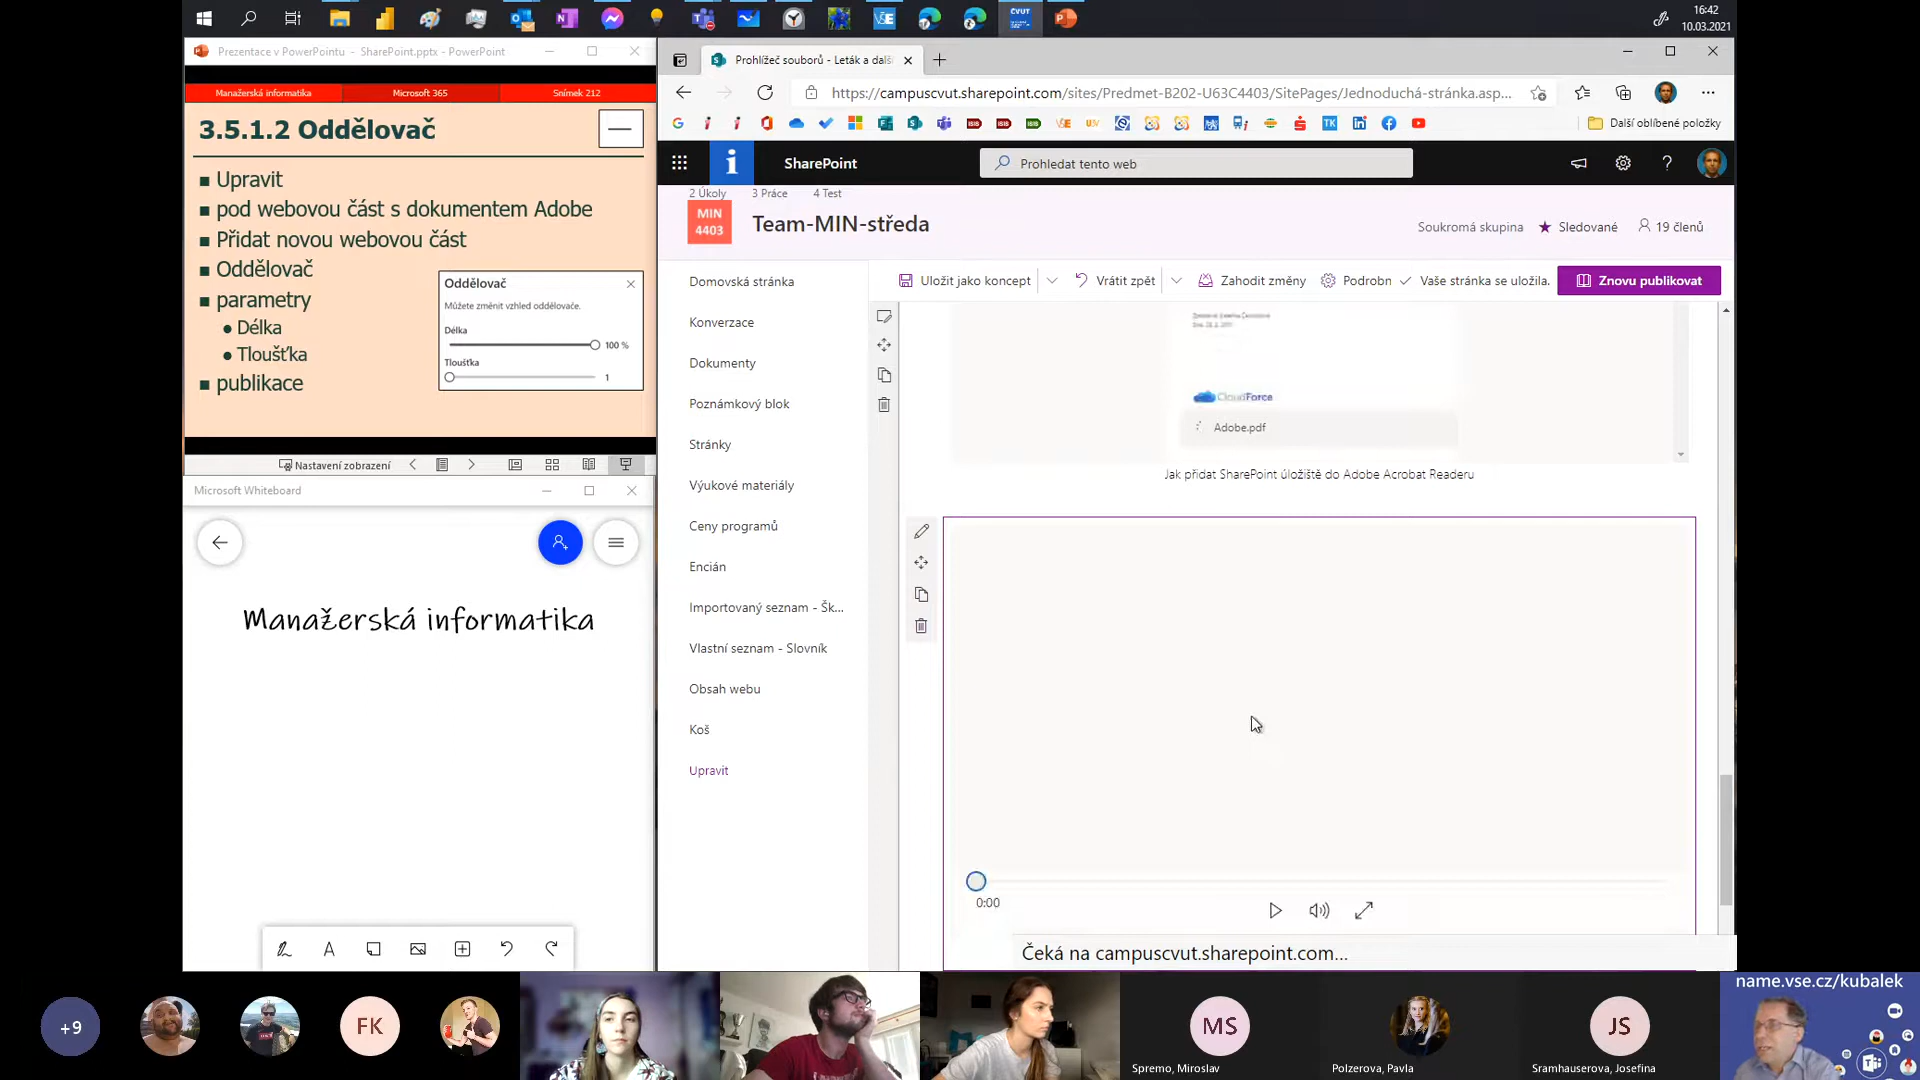 16:42
10.03.2021
Prezentace v PowerPointu - SharePoint.pptx - PowerPoint
Manažerská informatika
Microsoft 365
Snímek 212
3.5.1.2 Oddělovač
Upravit
pod webovou část s dokumentem Adobe
Přidat novou webovou část
Oddělovač
parametry
Délka
Tloušťka
publikace
Oddělovač
Můžete změnit vzhled oddělovače.
Délka
100 %
Tloušťka
1
Nastavení zobrazení
Microsoft Whiteboard
Manažerská informatika
Prohlížeč souborů - Leták a dalš
https://campuscvut.sharepoint.com/sites/Predmet-B202-U63C4403/SitePages/Jednoduchá-stránka.asp...
Další oblíbené položky
SharePoint
Prohledat tento web
2 Úkoly
3 Práce
4 Test
MIN
4403
Team-MIN-středa
Soukromá skupina
Sledované
19 členů
Domovská stránka
Konverzace
Dokumenty
Poznámkový blok
Stránky
Výukové materiály
Ceny programů
Encián
Importovaný seznam - Šk...
Vlastní seznam - Slovník
Obsah webu
Koš
Upravit
Uložit jako koncept
Vrátit zpět
Zahodit změny
Podrobn
Vaše stránka se uložila.
Znovu publikovat
CloudForce
Adobe.pdf
Jak přidat SharePoint úložiště do Adobe Acrobat Readeru
0:00
Čeká na campuscvut.sharepoint.com...
+9
FK
MS
Spremo, Miroslav
Polzerova, Pavla
JS
Sramhauserova, Josefina
name.vse.cz/kubalek